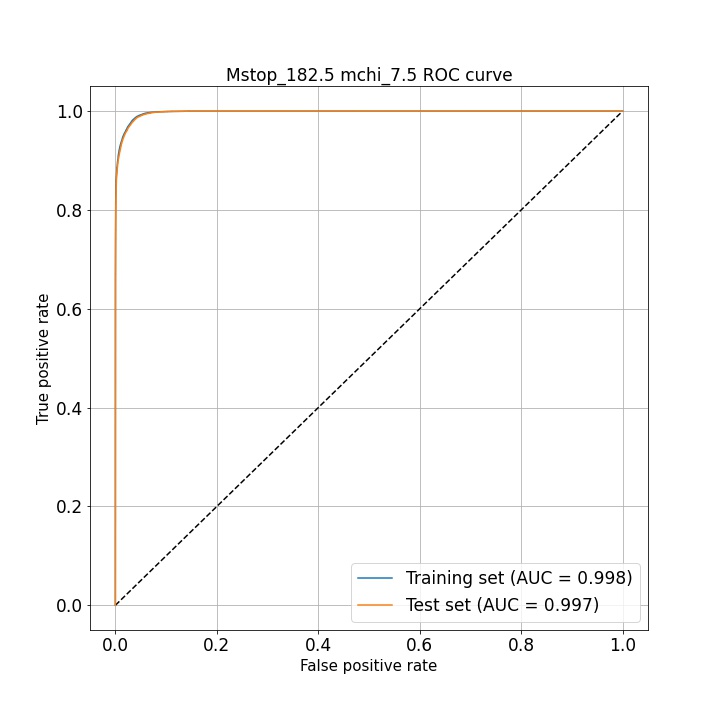 Mstop_182.5 mchi_7.5 ROC curve
1.0
0.8
0.6
0.4
0.2
0.0
True positive rate
Training set (AUC = 0.998)
Test set (AUC = 0.997)
0.0 0.2 0.4 0.6 0.8 1.0
False positive rate